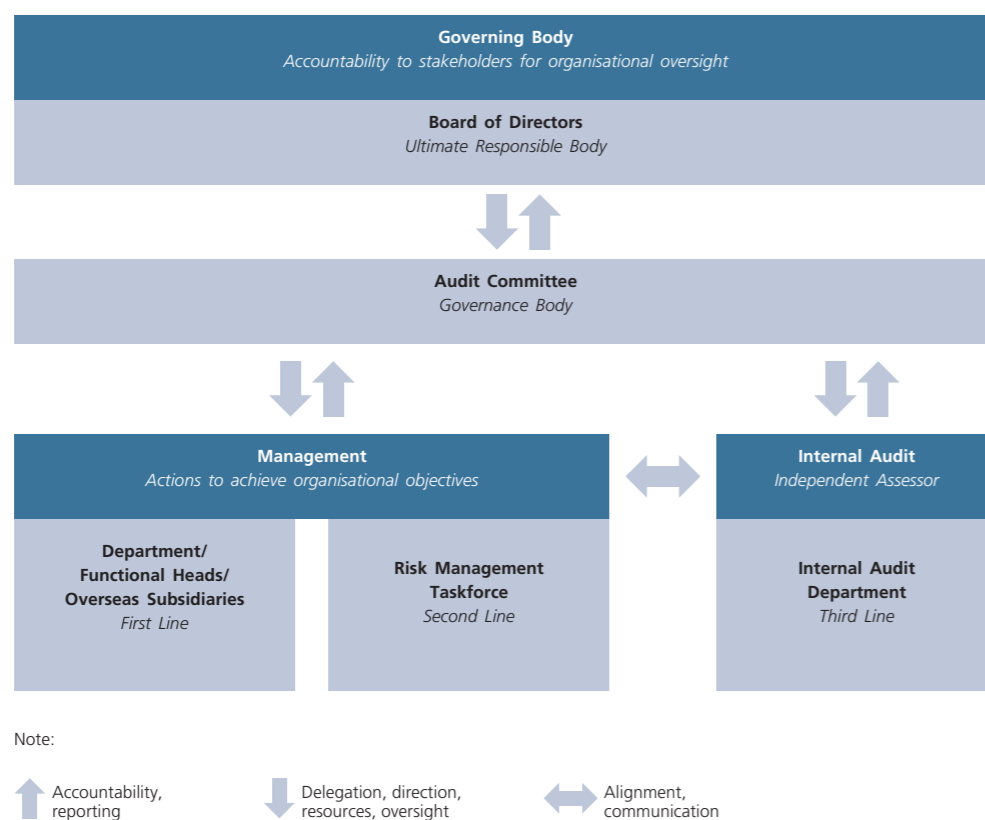 Governing Body
Accountability to stakeholders for organisational oversight
Board of Directors
Ultimate Responsible Body
Audit Committee
Governance Body
Management
Actions to achieve organisational objectives
Internal Audit
Independent Assessor
Department/
Functional Heads/
Overseas Subsidiaries
First Line
Risk Management
Taskforce
Second Line
Internal Audit
Department
Third Line
Note:
Accountability,
reporting
Delegation, direction,
resources, oversight
Alignment,
communication